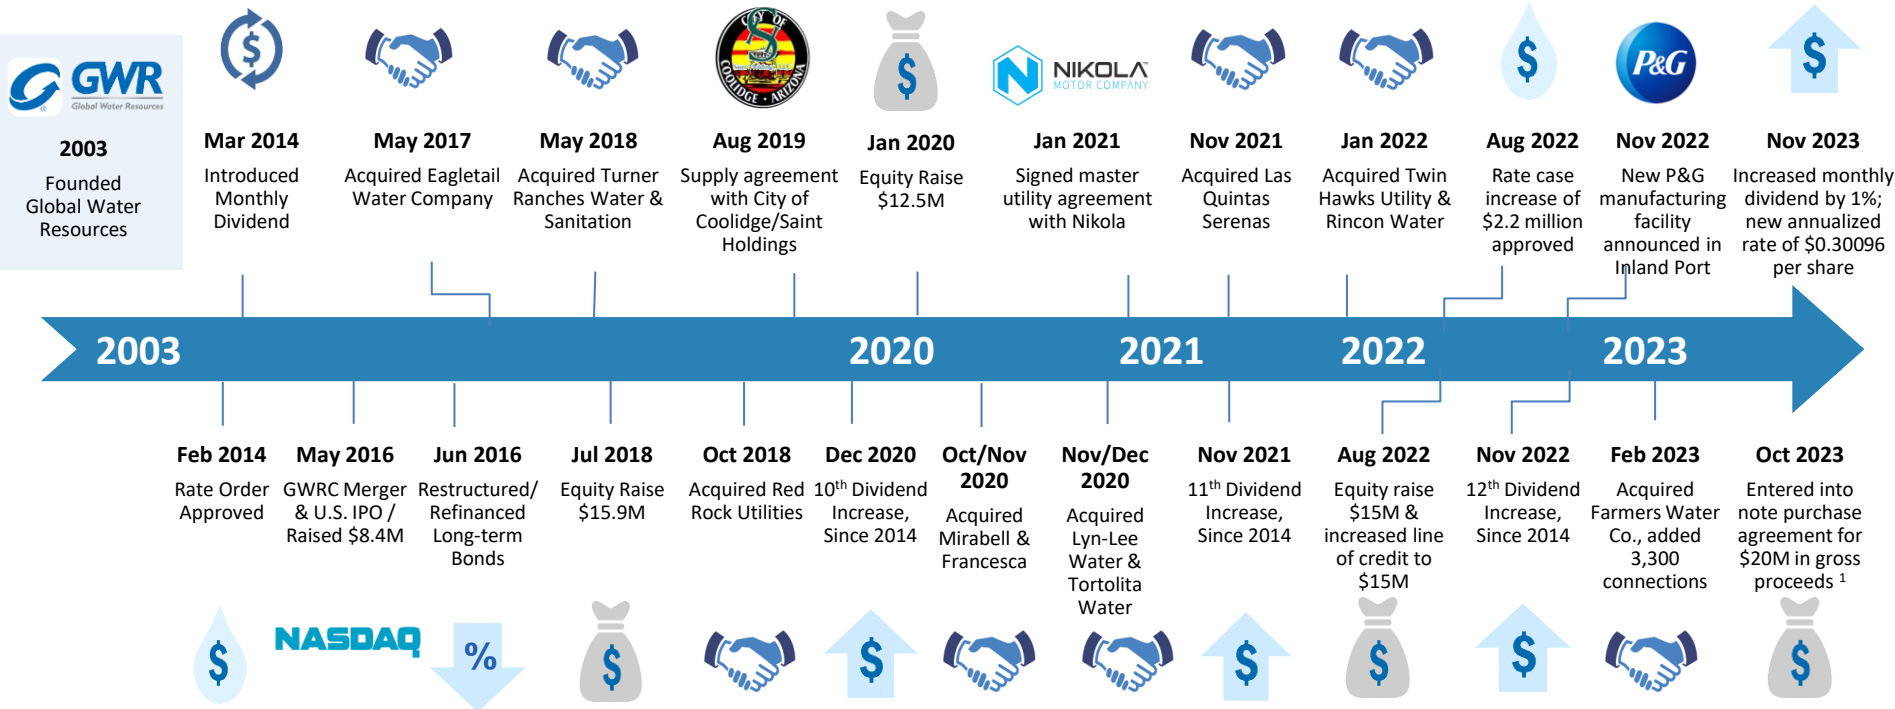 GWR
Global Water Resources
2003
Founded
Global Water
Resources
$
Mar 2014
Introduced
Monthly
Dividend
May 2017
Acquired Eagletail
Water Company
May 2018
Acquired Turner
Ranches Water &
Sanitation
CITY OF
COOLIDGE • ARIZONA
Aug 2019
Supply agreement
with City of
Coolidge/Saint
Holdings
$
Jan 2020
Equity Raise
$12.5M
NIKOLA
MOTOR COMPANY
Jan 2021
Signed master
utility agreement
with Nikola
Nov 2021
Acquired Las
Quintas
Serenas
Jan 2022
Acquired Twin
Hawks Utility &
Rincon Water
$
Aug 2022
Rate case
increase of
$2.2 million
approved
P&G
Nov 2022
New P&G
manufacturing
facility
announced in
Inland Port
$
Nov 2023
Increased monthly
dividend by 1%;
new annualized
rate of $0.30096
per share
2003
2020
2021
2022
2023
Feb 2014
Rate Order
Approved
$
May 2016
GWRC Merger
& U.S. IPO /
Raised $8.4M
NASDAQ
Jun 2016
Restructured/
Refinanced
Long-term
Bonds
%
Jul 2018
Equity Raise
$15.9M
$
Oct 2018
Acquired Red
Rock Utilities
Dec 2020
10th Dividend
Increase,
Since 2014
$
Oct/Nov
2020
Acquired
Mirabell &
Francesca
Nov/Dec
2020
Acquired
Lyn-Lee
Water &
Tortolita
Water
Nov 2021
11th Dividend
Increase,
Since 2014
$
Aug 2022
Equity raise
$15M &
increased line
of credit to
$15M
$
Nov 2022
12th Dividend
Increase,
Since 2014
$
Feb 2023
Acquired
Farmers Water
Co., added
3,300
connections
Oct 2023
Entered into
note purchase
agreement for
$20M in gross
proceeds 1
$